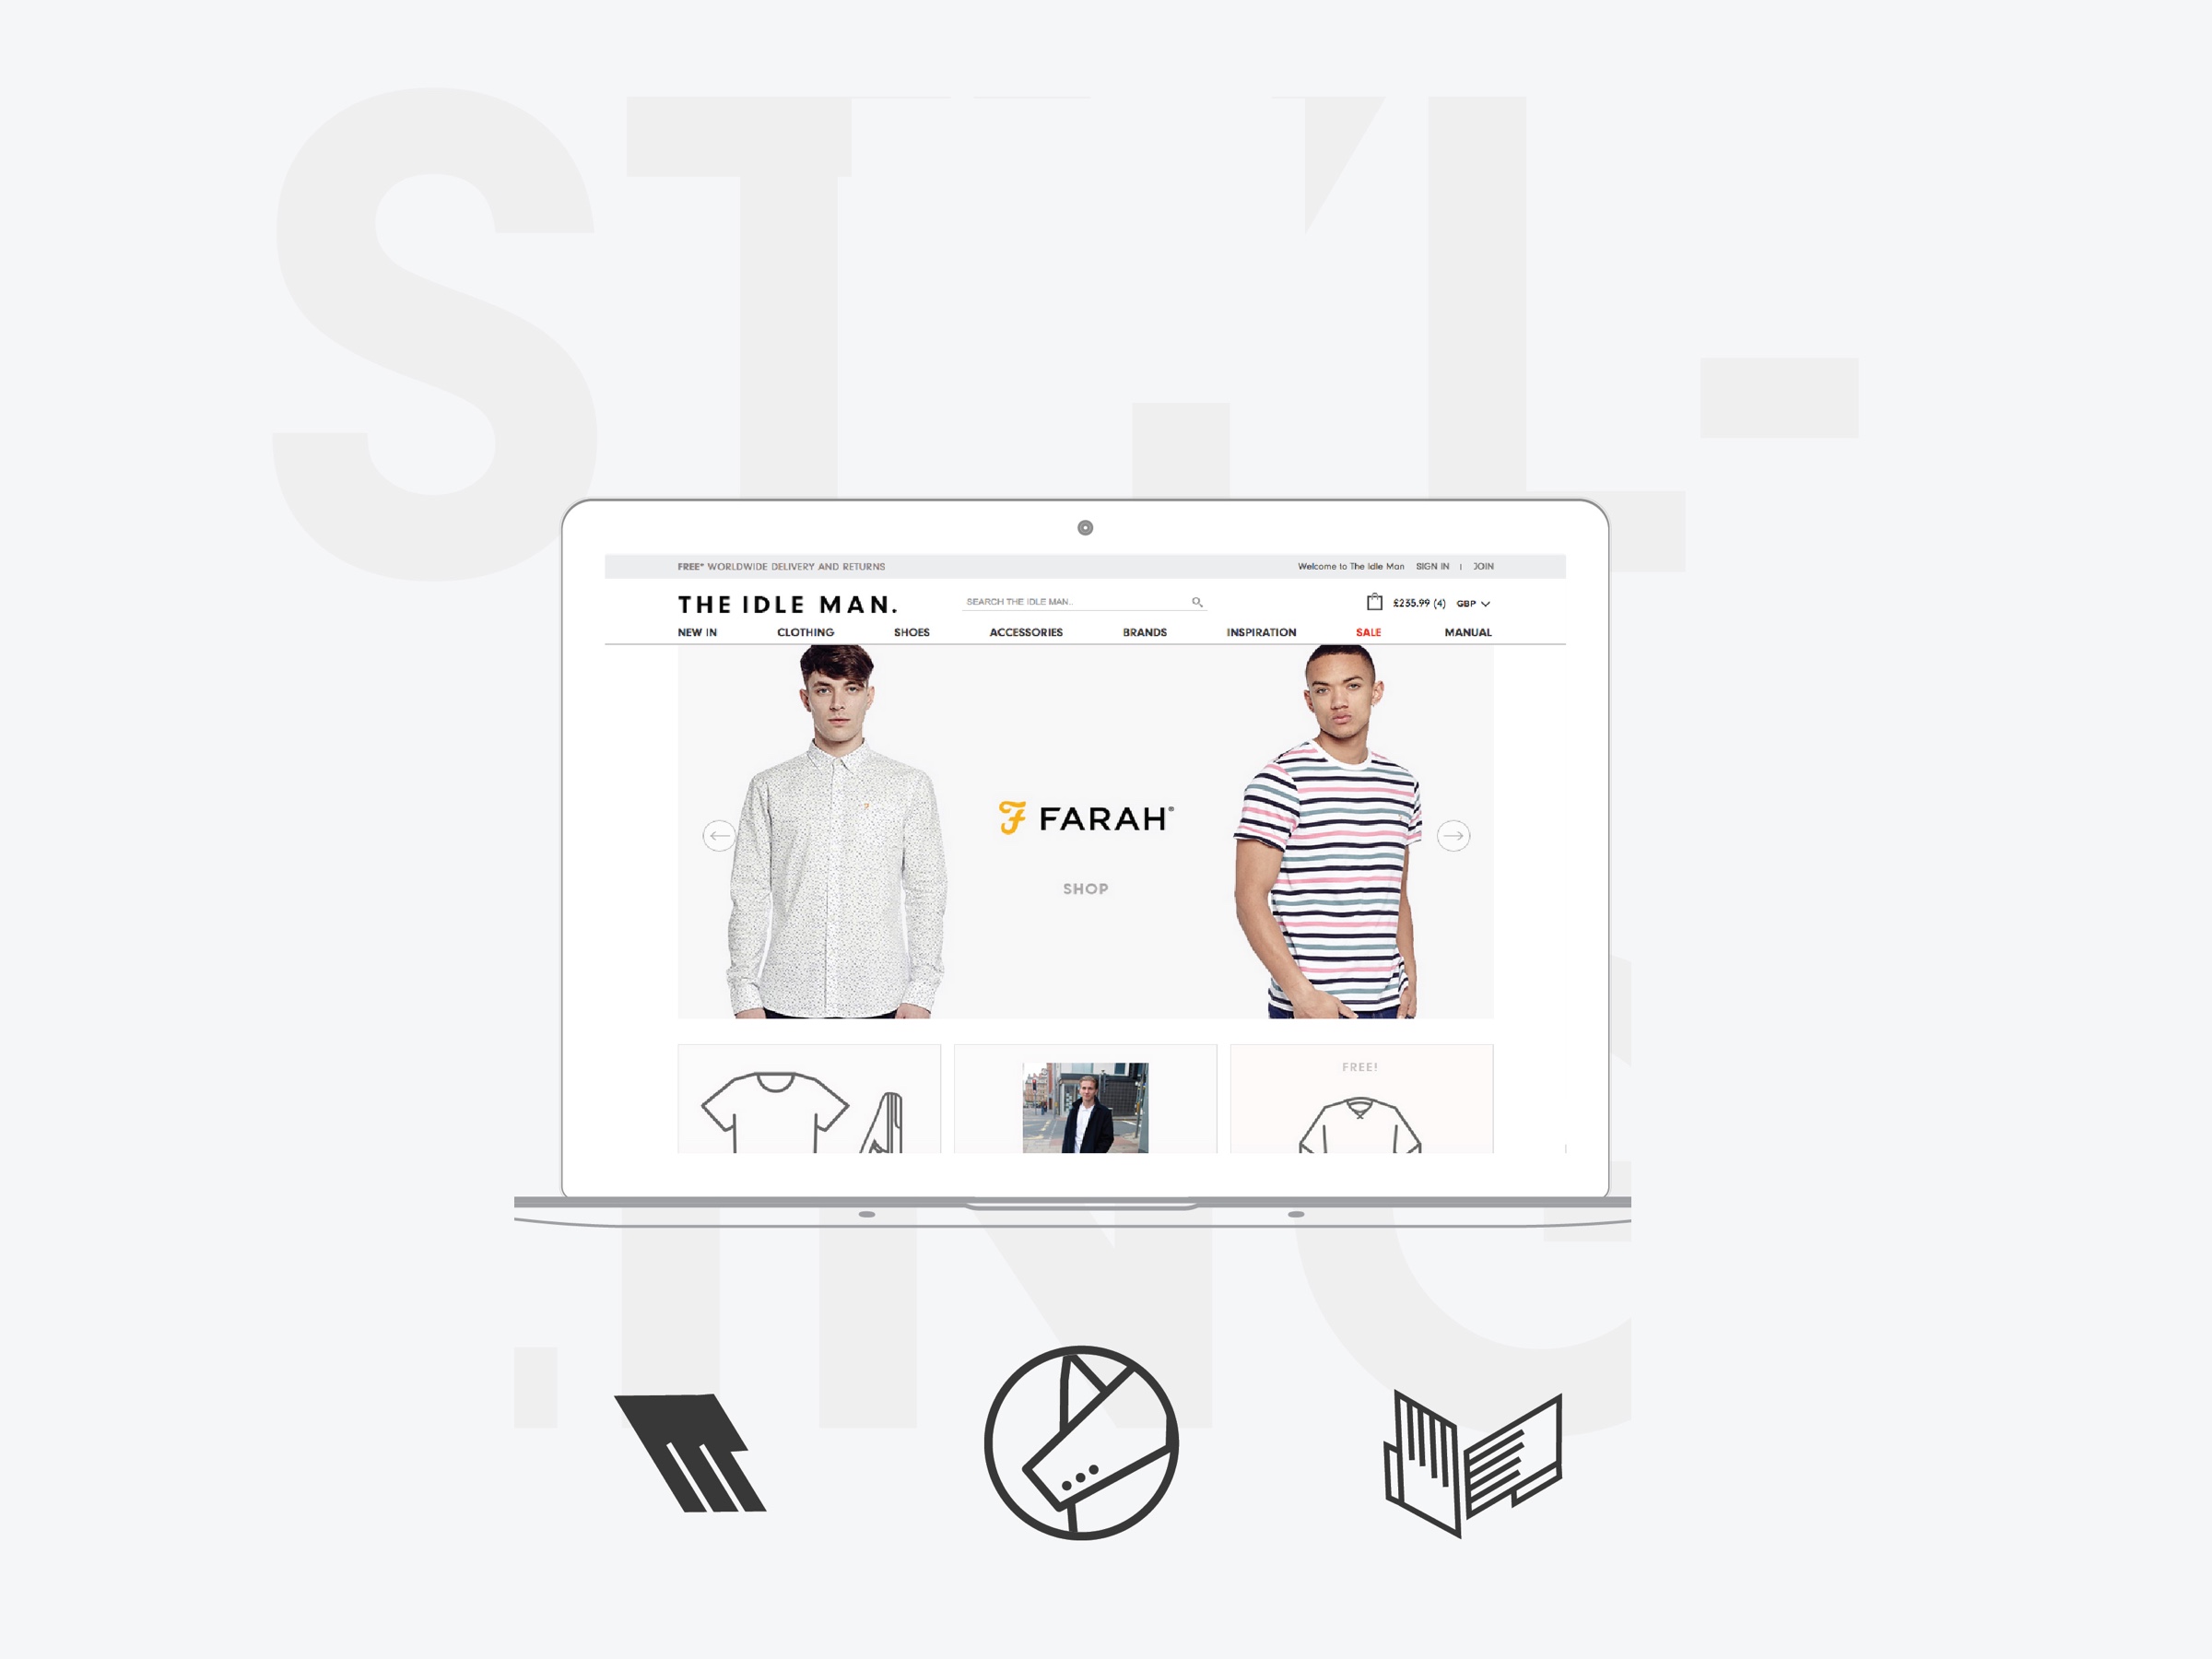 FREE* WORLDWIDE DELIVERY AND RETURNS
Welcome to The Idle Man SIGN IN | JOIN
THE IDLE MAN.
SEARCH THE IDLE MAN..
£235.99 (4) GBP
NEW IN CLOTHING SHOES ACCESSORIES BRANDS INSPIRATION SALE MANUAL
F FARAH®
SHOP
FREE!